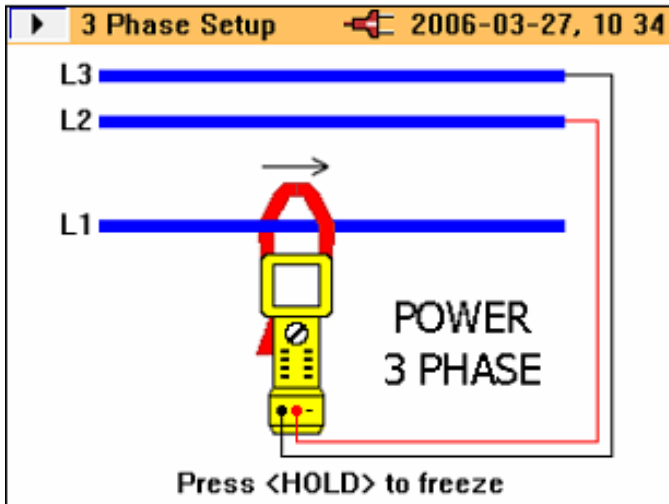 3 Phase Setup 2006-03-27, 10 34
L3
L2
L1
POWER
3 PHASE
Press <HOLD> to freeze